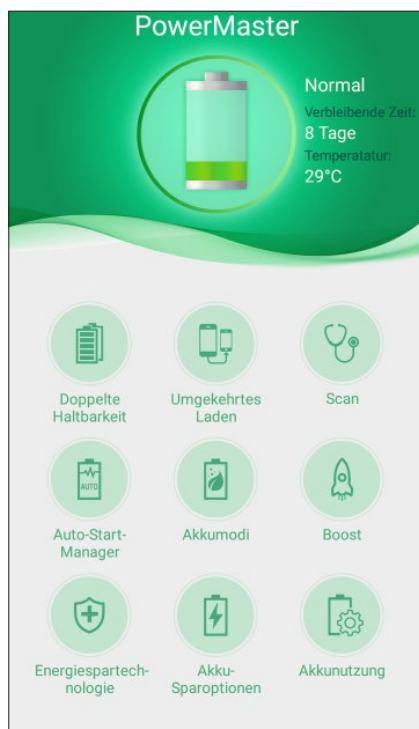 PowerMaster
Normal
Verbleibende Zeit:
8 Tage
Temperatatur:
29°C
Doppelte
Haltbarkeit
Umgekehrtes
Laden
Scan
AUTO
Auto-Start-
Manager
Akkumodi
Boost
Energiespartech-
nologie
Akku-
Sparoptionen
Akkunutzung